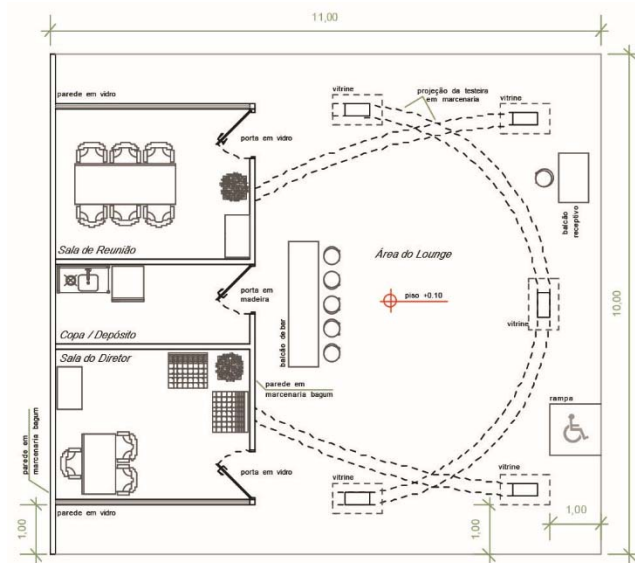 11,00
parede em vidro
vitrine
projeção da testeira
em marcenaria
vitrine
porta em vidro
balcão
receptivo
Sala de Reunião
Área do Lounge
porta em
madeira
piso +0.10
balcão de bar
vitrine
10,00
Copa / Depósito
Sala do Diretor
parede em
marcenaria bagum
rampa
parede em
marcenaria bagum
porta em vidro
vitrine
vitrine
parede em vidro
1,00
1,00
1,00